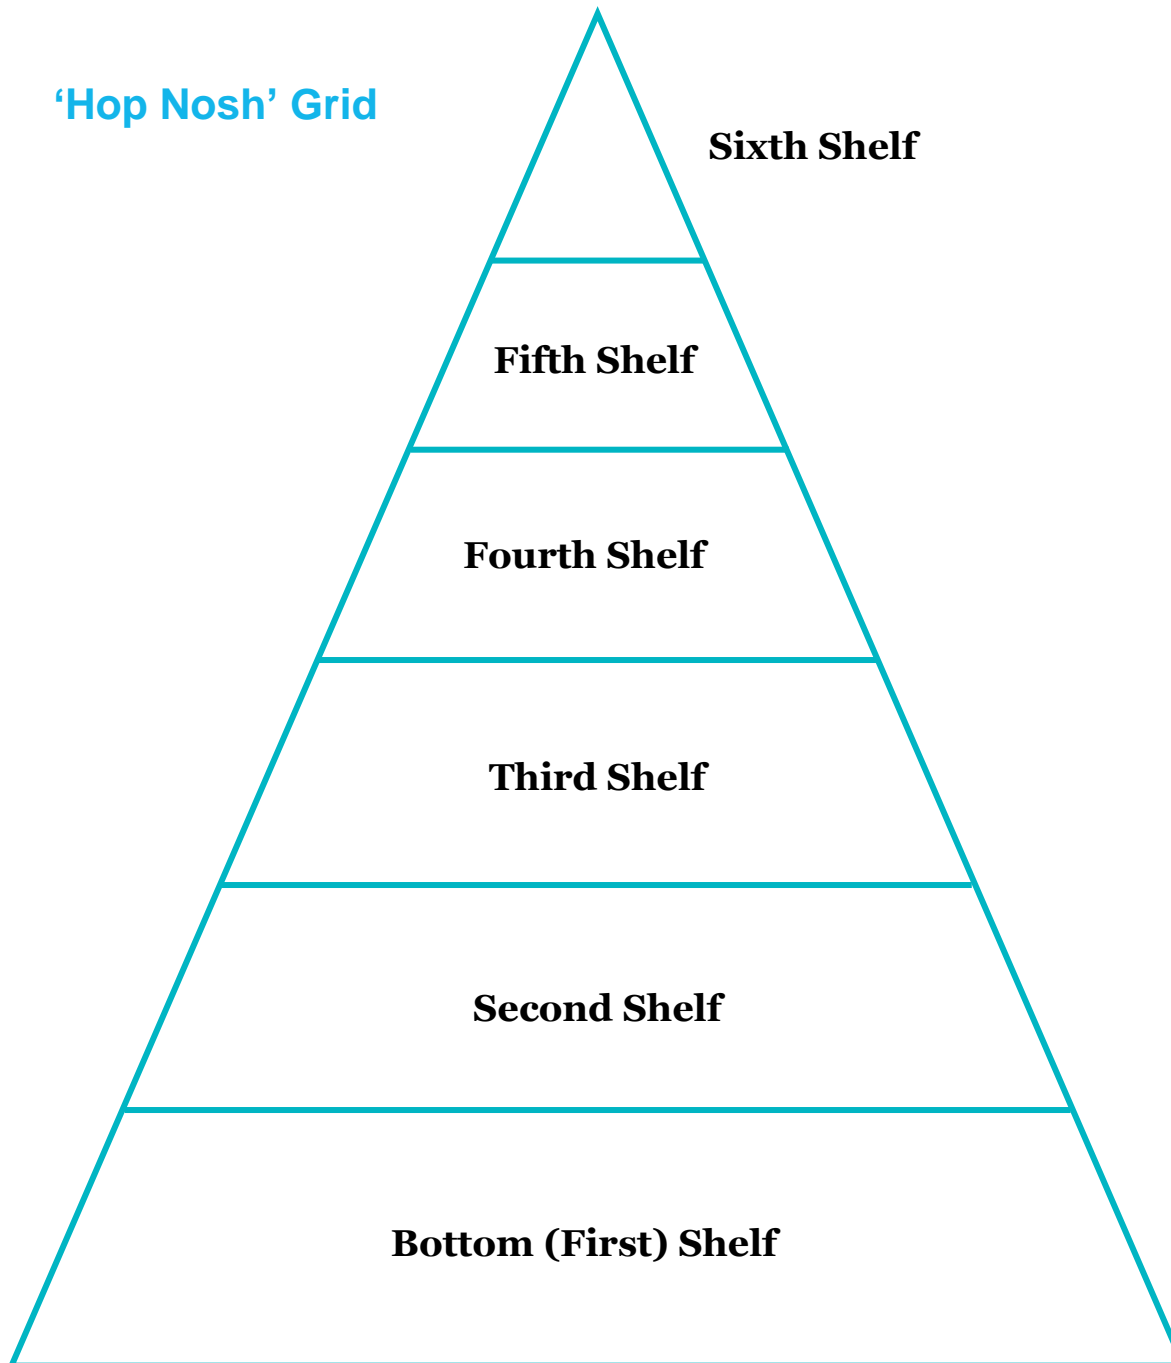 ‘Hop Nosh’ Grid
Sixth Shelf
Fifth Shelf
Fourth Shelf
Third Shelf
Second Shelf
Bottom (First) Shelf